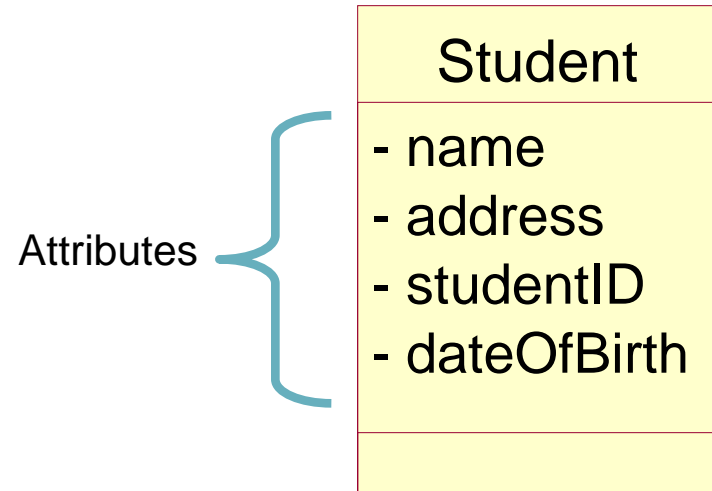 Student
- name
- address
- studentID
- dateOfBirth
Attributes